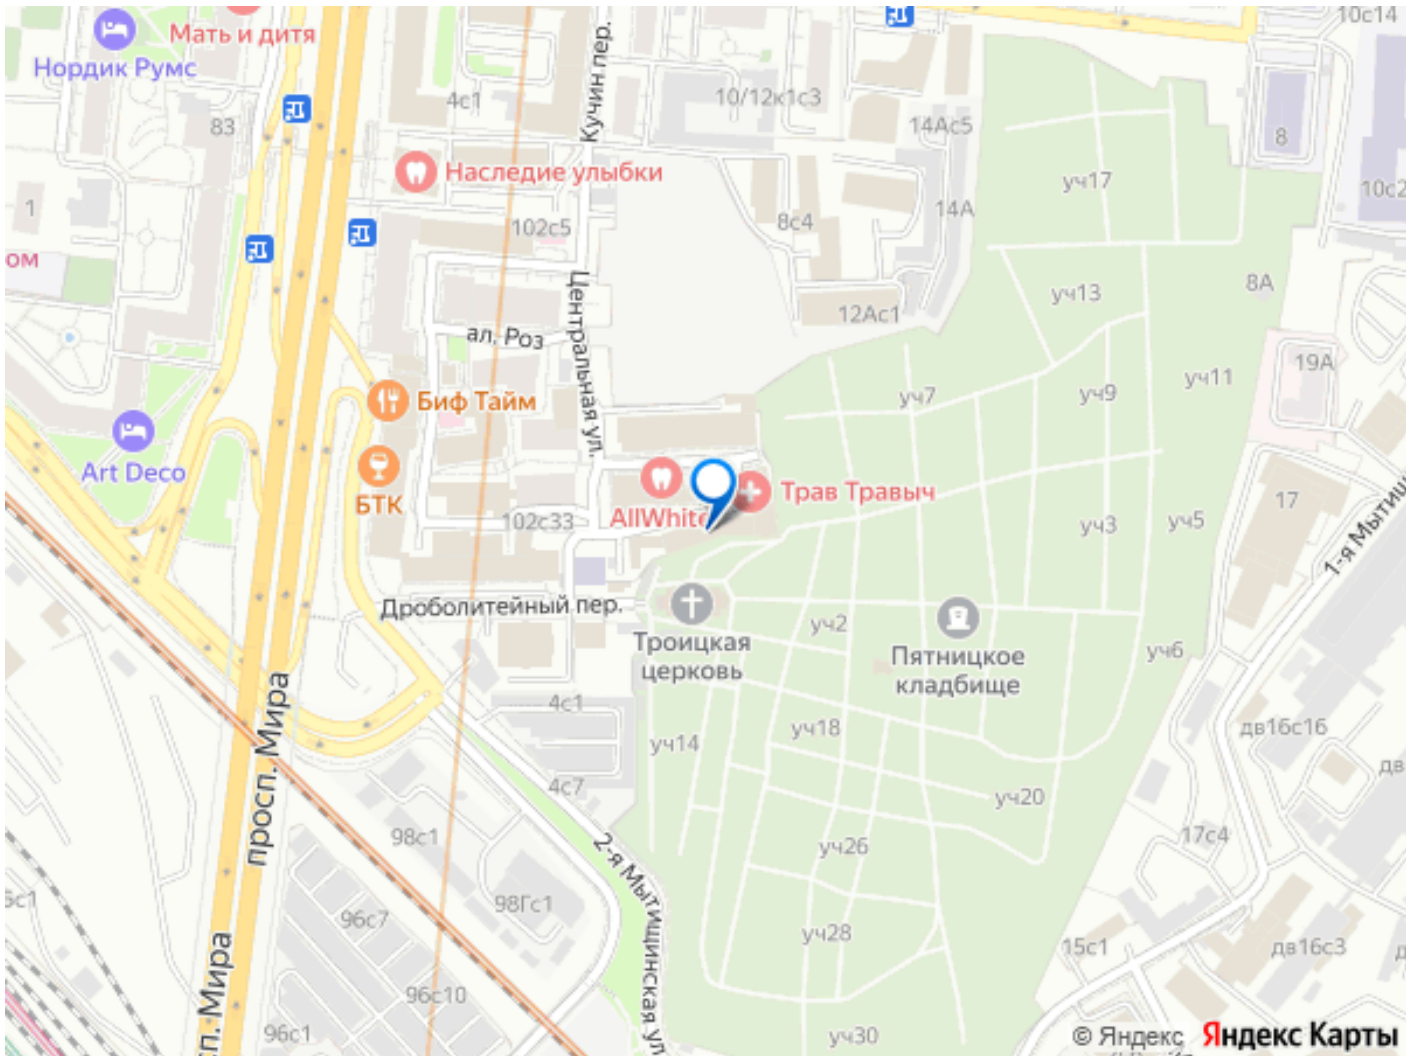 10с14
Мать и дитя
Нордик Румс
83
4с1
Кучин пер.
10/12к1с3
14Ас5
8
Наследие улыбки
уч17
10с2
1
102с5
8с4
14А
ом
Центральная ул.
уч13
8А
12Ас1
ал. Роз
19А
уч11
уч7
уч9
Биф Тайм
Art Deco
БТК
AllWhite
Трав Травыч
102с33
17
уч3
уч5
1-я Мытищ
Дроболитейный пер.
Троицкая
церковь
уч2
Пятницкое
кладбище
уч6
4с1
просп. Мира
уч14
уч18
дв16с16
дв
4с7
уч20
98с1
2-я Мытищинская ул.
уч26
17с4
96с7
98Гс1
уч28
15с1
дв16с3
сп. Мира
96с10
96с1
уч30
© Яндекс Яндекс Карты